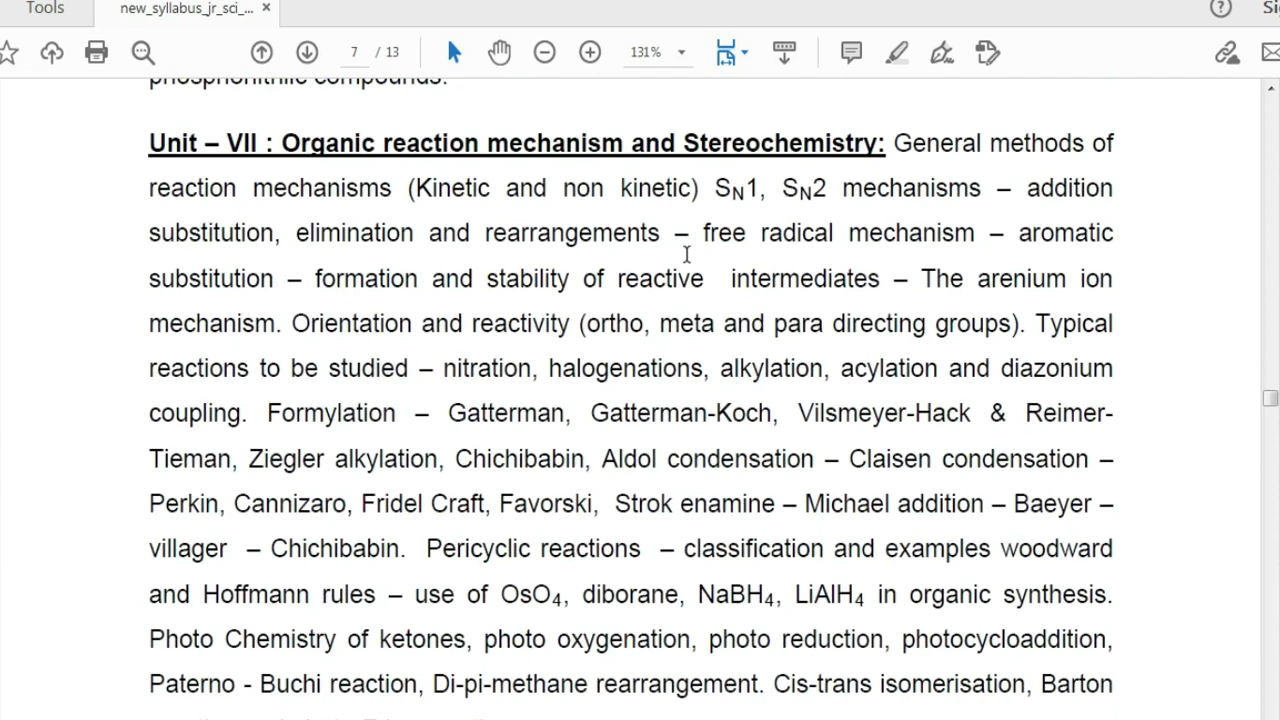 Tools
new_syllabus_jr_sci_... ×
7 / 13
131%
phosphonitrilic compounds.
Unit – VII : Organic reaction mechanism and Stereochemistry: General methods of
reaction mechanisms (Kinetic and non kinetic) SN1, SN2 mechanisms – addition
substitution, elimination and rearrangements – free radical mechanism – aromatic
substitution – formation and stability of reactive intermediates – The arenium ion
mechanism. Orientation and reactivity (ortho, meta and para directing groups). Typical
reactions to be studied – nitration, halogenations, alkylation, acylation and diazonium
coupling. Formylation – Gatterman, Gatterman-Koch, Vilsmeyer-Hack & Reimer-
Tieman, Ziegler alkylation, Chichibabin, Aldol condensation – Claisen condensation –
Perkin, Cannizaro, Fridel Craft, Favorski, Strok enamine – Michael addition – Baeyer –
villager – Chichibabin. Pericyclic reactions – classification and examples woodward
and Hoffmann rules – use of OsO4, diborane, NaBH4, LiAlH4 in organic synthesis.
Photo Chemistry of ketones, photo oxygenation, photo reduction, photocycloaddition,
Paterno - Buchi reaction, Di-pi-methane rearrangement. Cis-trans isomerisation, Barton